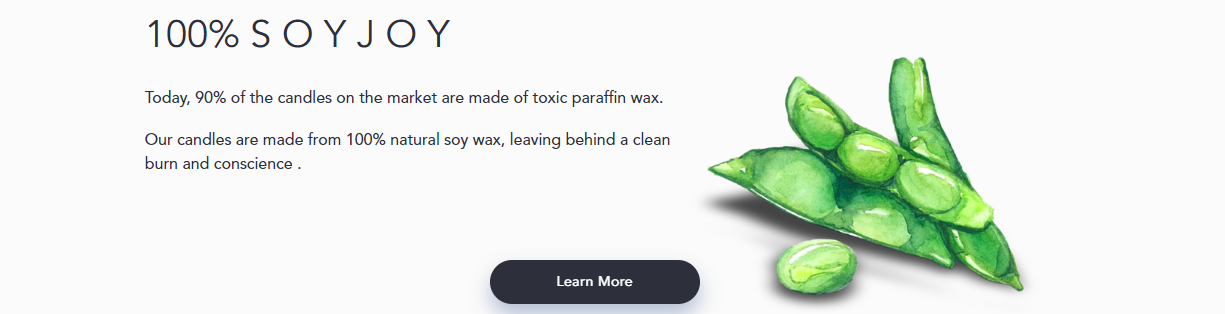 100% S O Y J O Y
Today, 90% of the candles on the market are made of toxic paraffin wax.
Our candles are made from 100% natural soy wax, leaving behind a clean
burn and conscience .
Learn More